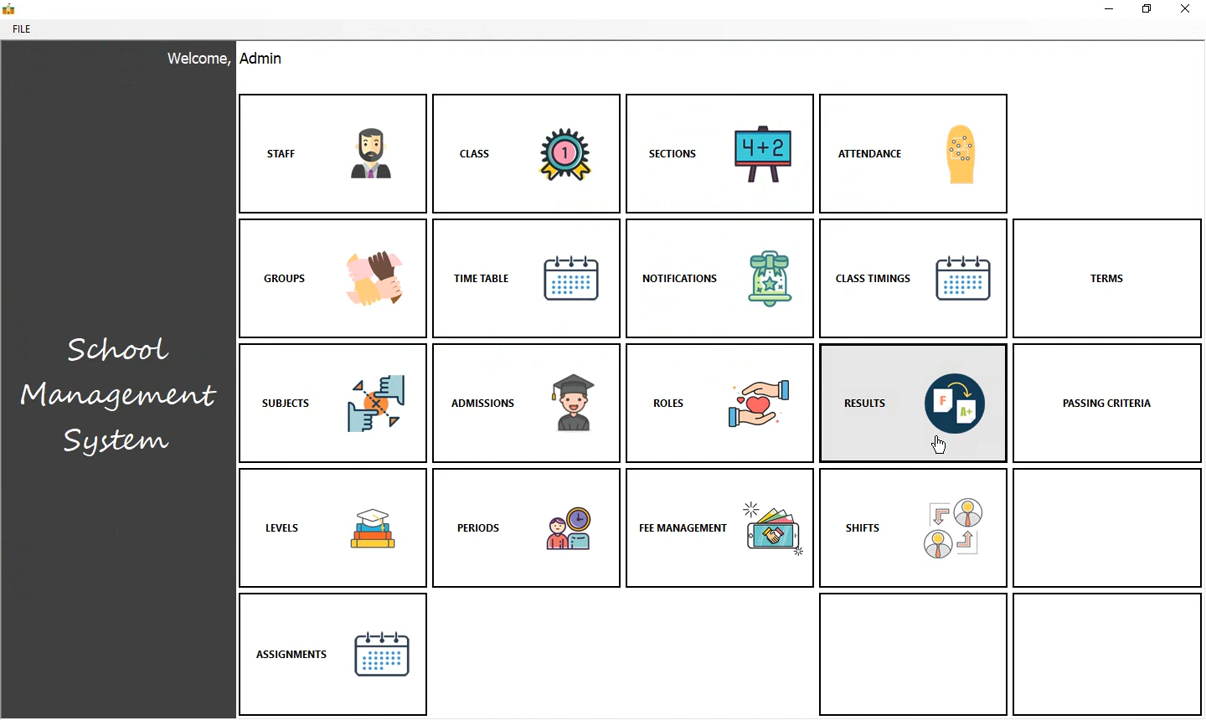 FILE
Welcome, Admin
School
Management
System
STAFF
CLASS
SECTIONS
4+2
ATTENDANCE
1
GROUPS
TIME TABLE
NOTIFICATIONS
CLASS TIMINGS
TERMS
SUBJECTS
ADMISSIONS
ROLES
RESULTS
F
A+
PASSING CRITERIA
LEVELS
PERIODS
FEE MANAGEMENT
SHIFTS
ASSIGNMENTS